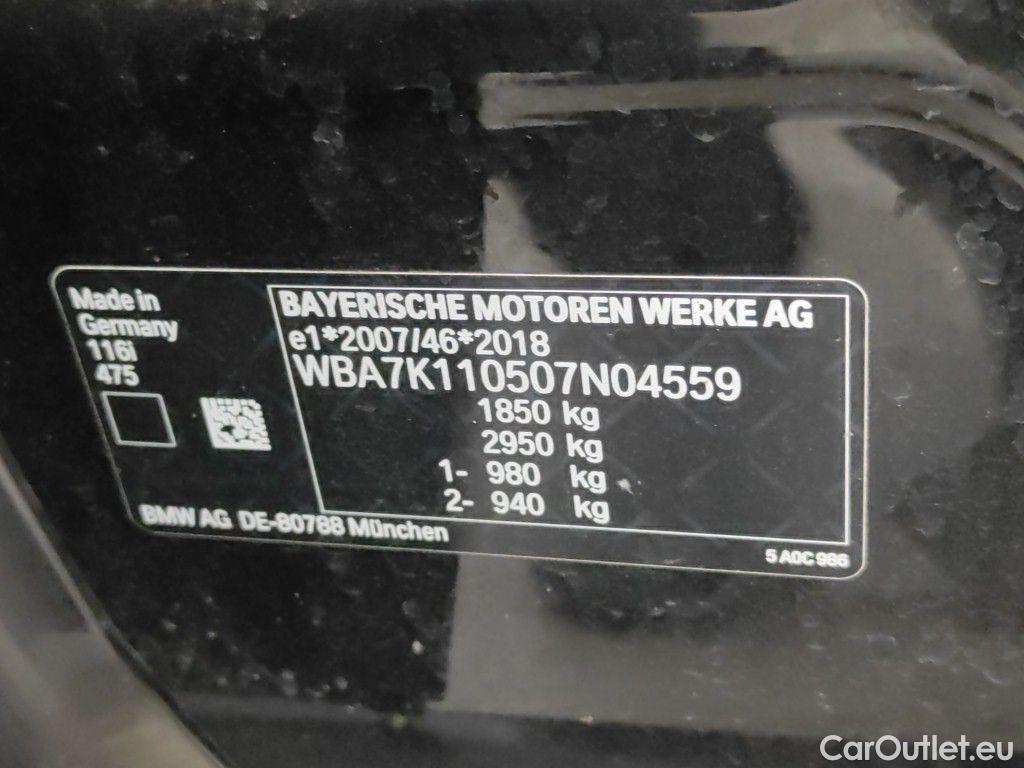 Made in
Germany
116i
475
BAYERISCHE MOTOREN WERKE AG
e1*2007/46*2018
WBA7K110507N04559
1850 kg
2950 kg
1- 980 kg
2- 940 kg
BMW AG DE-80788 München
5 A0C 986
CarOutlet.eu